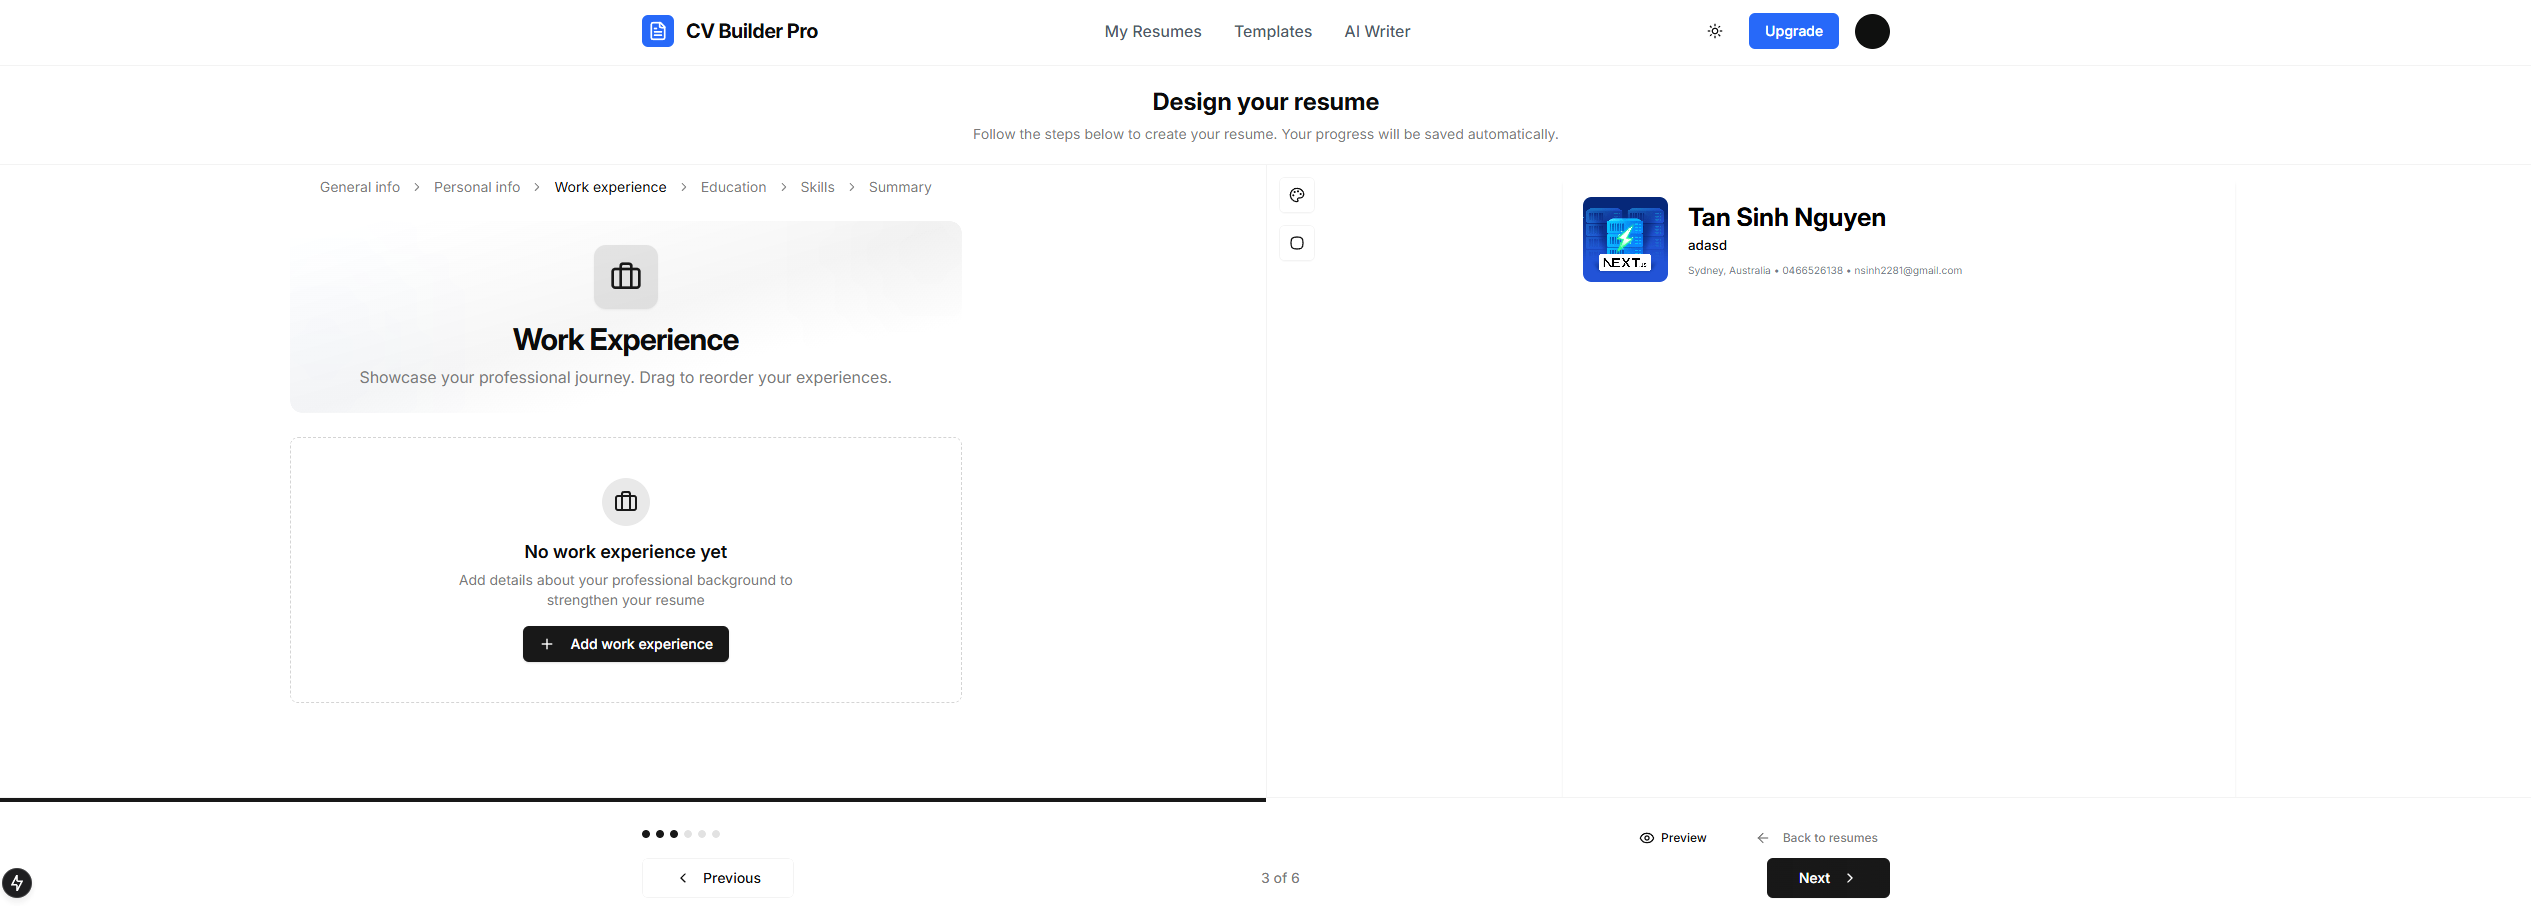 CV Builder Pro
My Resumes
Templates
AI Writer
Upgrade
Design your resume
Follow the steps below to create your resume. Your progress will be saved automatically.
General info > Personal info > Work experience > Education > Skills > Summary
Work Experience
Showcase your professional journey. Drag to reorder your experiences.
No work experience yet
Add details about your professional background to
strengthen your resume
+ Add work experience
NEXT.js
Tan Sinh Nguyen
adasd
Sydney, Australia • 0466526138 • nsinh2281@gmail.com
Preview
Back to resumes
Previous
3 of 6
Next